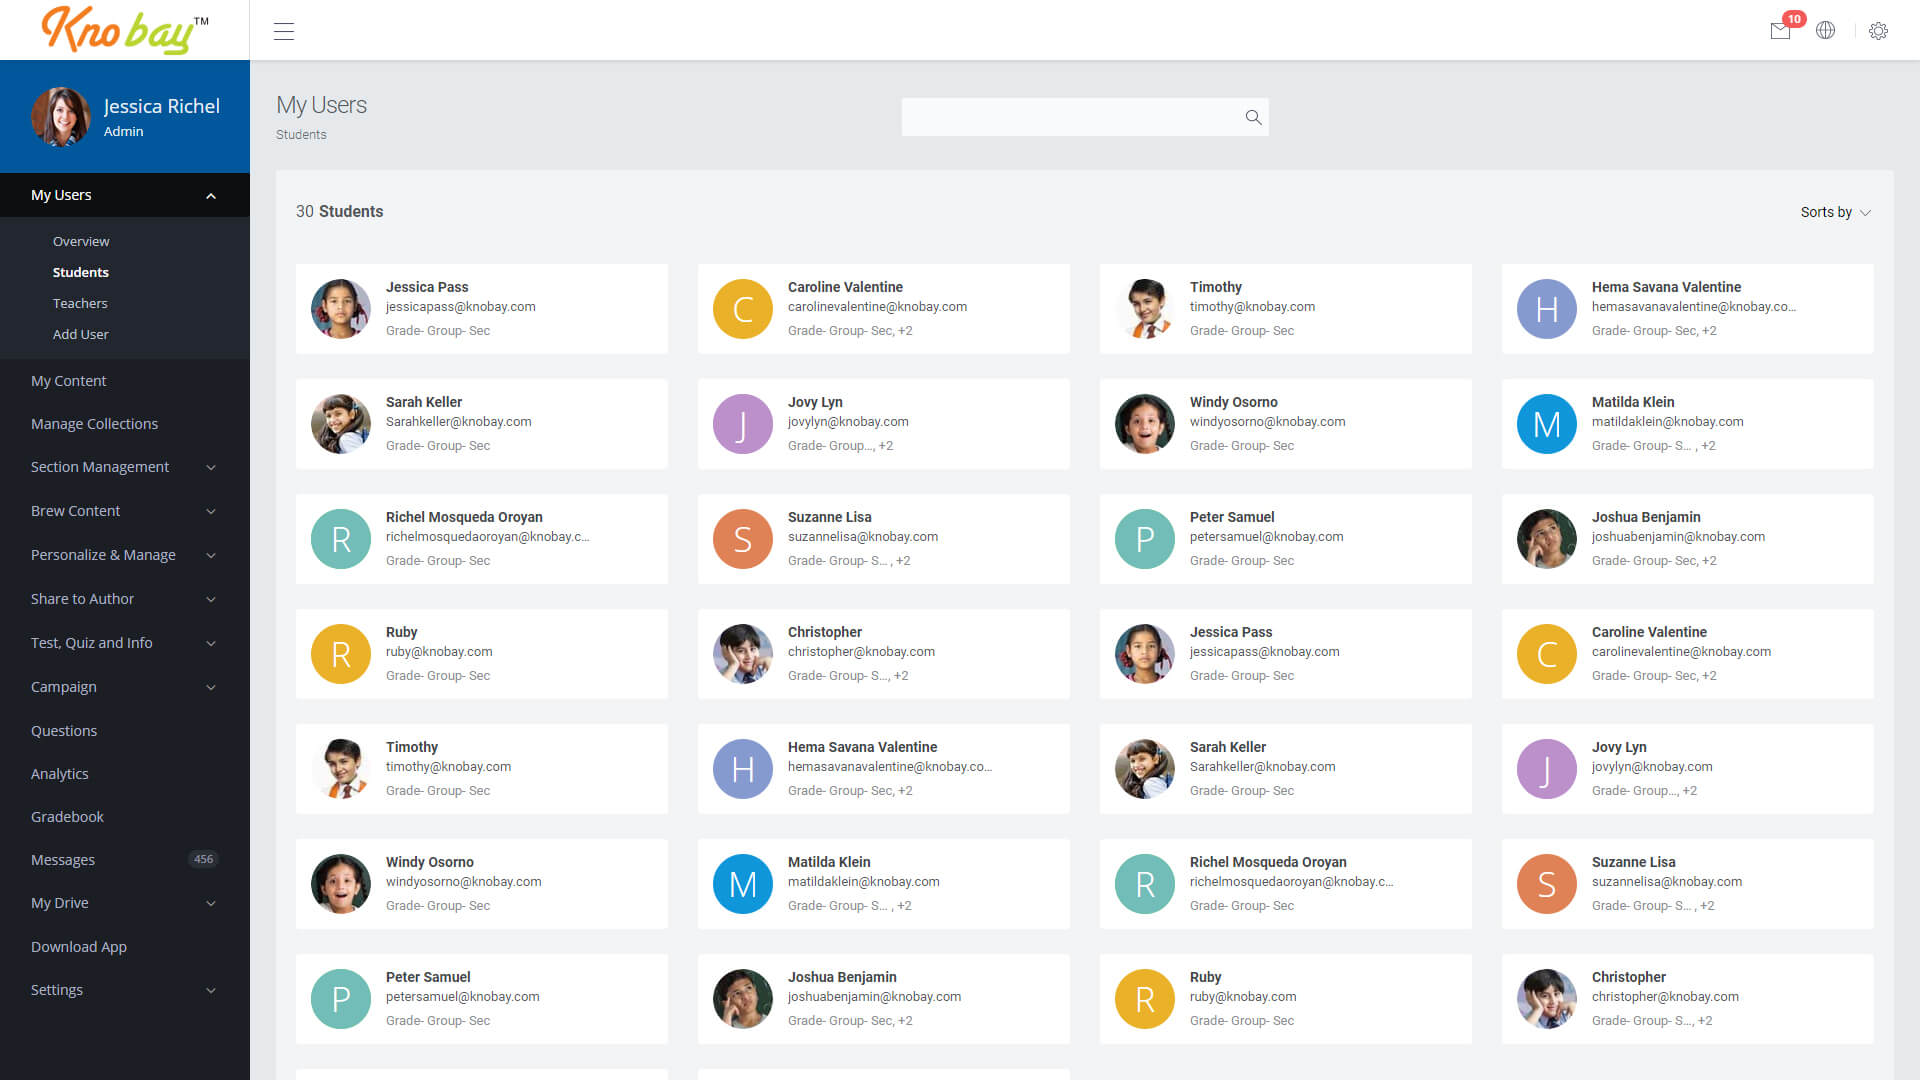 Kno bay™
10
Jessica Richel
Admin
My Users
Overview
Students
Teachers
Add User
My Content
Manage Collections
Section Management
Brew Content
Personalize & Manage
Share to Author
Test, Quiz and Info
Campaign
Questions
Analytics
Gradebook
Messages 456
My Drive
Download App
Settings
My Users
Students
30 Students
Sorts by
Jessica Pass
jessicapass@knobay.com
Grade- Group- Sec
C
Caroline Valentine
carolinevalentine@knobay.com
Grade- Group- Sec, +2
Timothy
timothy@knobay.com
Grade- Group- Sec
H
Hema Savana Valentine
hemasavanavalentine@knobay.co...
Grade- Group- Sec, +2
Sarah Keller
Sarahkeller@knobay.com
Grade- Group- Sec
J
Jovy Lyn
jovylyn@knobay.com
Grade- Group..., +2
Windy Osorno
windyosorno@knobay.com
Grade- Group- Sec
M
Matilda Klein
matildaklein@knobay.com
Grade- Group- S... , +2
R
Richel Mosqueda Oroyan
richelmosquedaoroyan@knobay.c...
Grade- Group- Sec
S
Suzanne Lisa
suzannelisa@knobay.com
Grade- Group- S... , +2
P
Peter Samuel
petersamuel@knobay.com
Grade- Group- Sec
Joshua Benjamin
joshuabenjamin@knobay.com
Grade- Group- Sec, +2
R
Ruby
ruby@knobay.com
Grade- Group- Sec
Christopher
christopher@knobay.com
Grade- Group- S..., +2
Jessica Pass
jessicapass@knobay.com
Grade- Group- Sec
C
Caroline Valentine
carolinevalentine@knobay.com
Grade- Group- Sec, +2
Timothy
timothy@knobay.com
Grade- Group- Sec
H
Hema Savana Valentine
hemasavanavalentine@knobay.co...
Grade- Group- Sec, +2
Sarah Keller
Sarahkeller@knobay.com
Grade- Group- Sec
J
Jovy Lyn
jovylyn@knobay.com
Grade- Group..., +2
Windy Osorno
windyosorno@knobay.com
Grade- Group- Sec
M
Matilda Klein
matildaklein@knobay.com
Grade- Group- S... , +2
R
Richel Mosqueda Oroyan
richelmosquedaoroyan@knobay.c...
Grade- Group- Sec
S
Suzanne Lisa
suzannelisa@knobay.com
Grade- Group- S... , +2
P
Peter Samuel
petersamuel@knobay.com
Grade- Group- Sec
Joshua Benjamin
joshuabenjamin@knobay.com
Grade- Group- Sec, +2
R
Ruby
ruby@knobay.com
Grade- Group- Sec
Christopher
christopher@knobay.com
Grade- Group- S..., +2